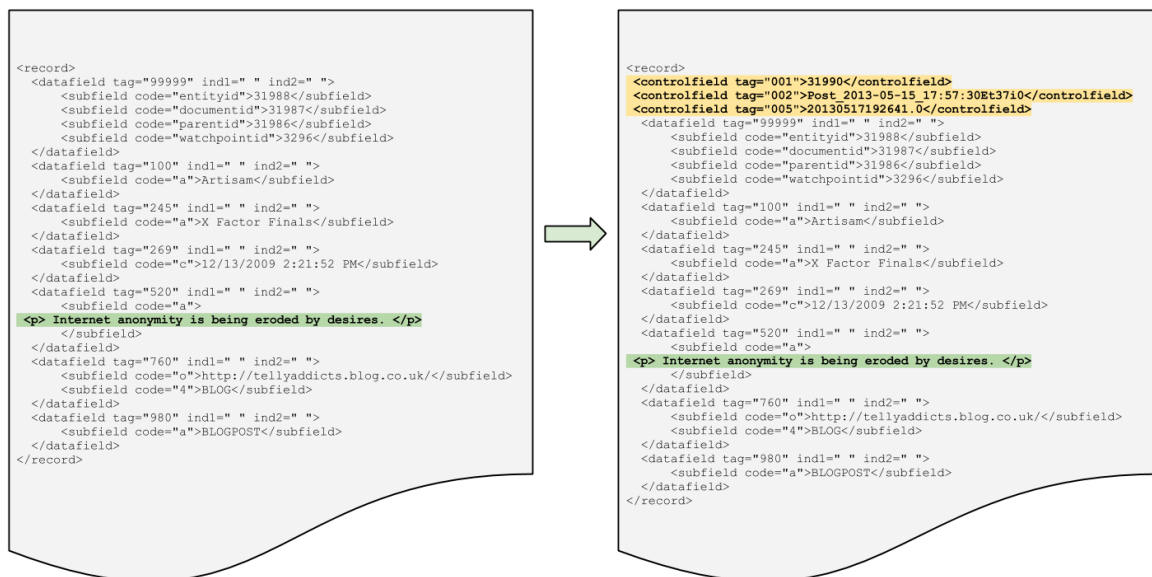 <record>
<datafield tag="99999" ind1=" " ind2=" ">
<subfield code="entityid">31988</subfield>
<subfield code="documentid">31987</subfield>
<subfield code="parentid">31986</subfield>
<subfield code="watchpointid">3296</subfield>
</datafield>
<datafield tag="100" ind1=" " ind2=" ">
<subfield code="a">Artisam</subfield>
</datafield>
<datafield tag="245" ind1=" " ind2=" ">
<subfield code="a">X Factor Finals</subfield>
</datafield>
<datafield tag="269" ind1=" " ind2=" ">
<subfield code="c">12/13/2009 2:21:52 PM</subfield>
</datafield>
<datafield tag="520" ind1=" " ind2=" ">
<subfield code="a">
<p> Internet anonymity is being eroded by desires. </p>
</subfield>
</datafield>
<datafield tag="760" ind1=" " ind2=" ">
<subfield code="o">http://tellyaddicts.blog.co.uk/</subfield>
<subfield code="4">BLOG</subfield>
</datafield>
<datafield tag="980" ind1=" " ind2=" ">
<subfield code="a">BLOGPOST</subfield>
</datafield>
</record>
<record>
<controlfield tag="001">31990</controlfield>
<controlfield tag="002">Post_2013-05-15_17:57:30Et37i0</controlfield>
<controlfield tag="005">20130517192641.0</controlfield>
<datafield tag="99999" ind1=" " ind2=" ">
<subfield code="entityid">31988</subfield>
<subfield code="documentid">31987</subfield>
<subfield code="parentid">31986</subfield>
<subfield code="watchpointid">3296</subfield>
</datafield>
<datafield tag="100" ind1=" " ind2=" ">
<subfield code="a">Artisam</subfield>
</datafield>
<datafield tag="245" ind1=" " ind2=" ">
<subfield code="a">X Factor Finals</subfield>
</datafield>
<datafield tag="269" ind1=" " ind2=" ">
<subfield code="c">12/13/2009 2:21:52 PM</subfield>
</datafield>
<datafield tag="520" ind1=" " ind2=" ">
<subfield code="a">
<p> Internet anonymity is being eroded by desires. </p>
</subfield>
</datafield>
<datafield tag="760" ind1=" " ind2=" ">
<subfield code="o">http://tellyaddicts.blog.co.uk/</subfield>
<subfield code="4">BLOG</subfield>
</datafield>
<datafield tag="980" ind1=" " ind2=" ">
<subfield code="a">BLOGPOST</subfield>
</datafield>
</record>